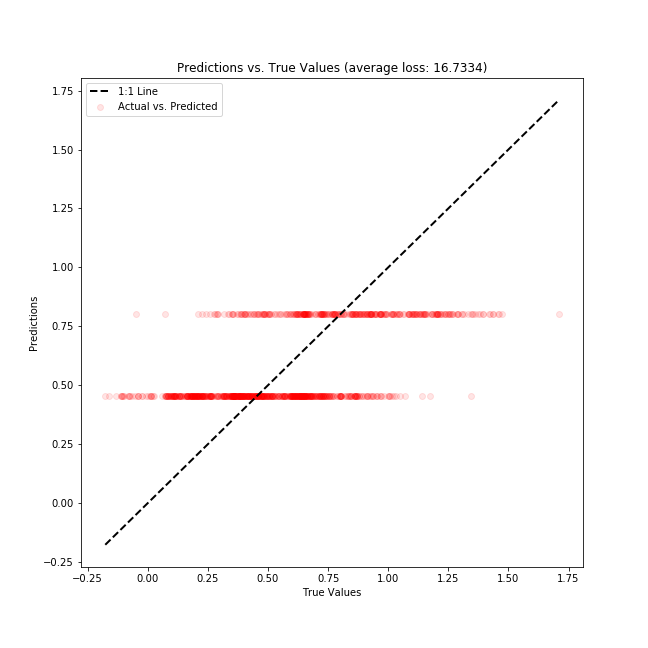 Predictions vs. True Values (average loss: 16.7334)
1:1 Line
Actual vs. Predicted
1.75
1.50
1.25
1.00
0.75
0.50
0.25
0.00
−0.25
Predictions
−0.25 0.00 0.25 0.50 0.75 1.00 1.25 1.50 1.75
True Values